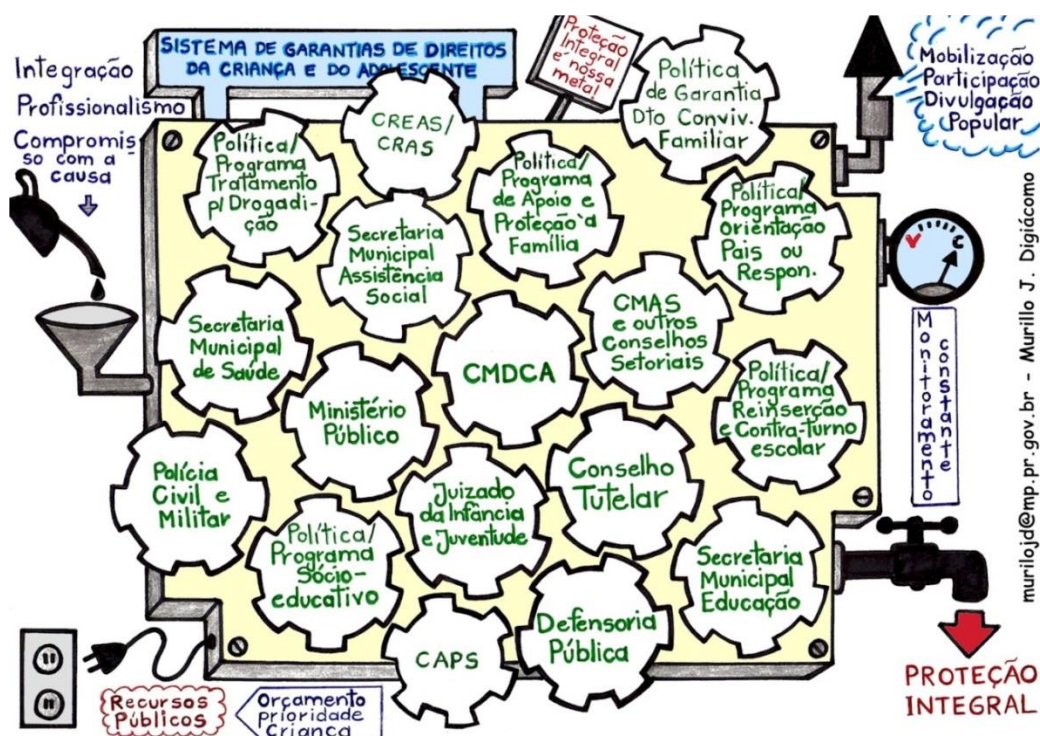 SISTEMA DE GARANTIAS DE DIREITOS
DA CRIANÇA E DO ADOLESCENTE
Integração
Profissionalismo
Compromis
so com a
causa
Proteção
Integral
é nossa
meta!
Mobilização
Participação
Divulgação
Popular
Política
de Garantia
Dto Conviv.
Familiar
CREAS/
CRAS
Política/
Programa
Tratamento
p/ Drogadi-
ção
Política/
Programa
de Apoio e
Proteção à
Família
Política/
Programa
Orientação
Pais ou
Respon.
Secretaria
Municipal
Assistência
Social
CMAS
e outros
Conselhos
Setoriais
Secretaria
Municipal
de Saúde
CMDCA
Política/
Programa
Reinserção
e Contra-turno
escolar
Ministério
Público
Conselho
Tutelar
Polícia
Civil e
Militar
Juizado
da Infância
e Juventude
Política/
Programa
Sócio-
educativo
Secretaria
Municipal
Educação
Defensoria
Pública
CAPS
V C
Monitoramento
constante
Recursos
Públicos
Orçamento
prioridade
Criança
PROTEÇÃO
INTEGRAL
murilojd@mp.pr.gov.br - Murillo J. Digiácomo